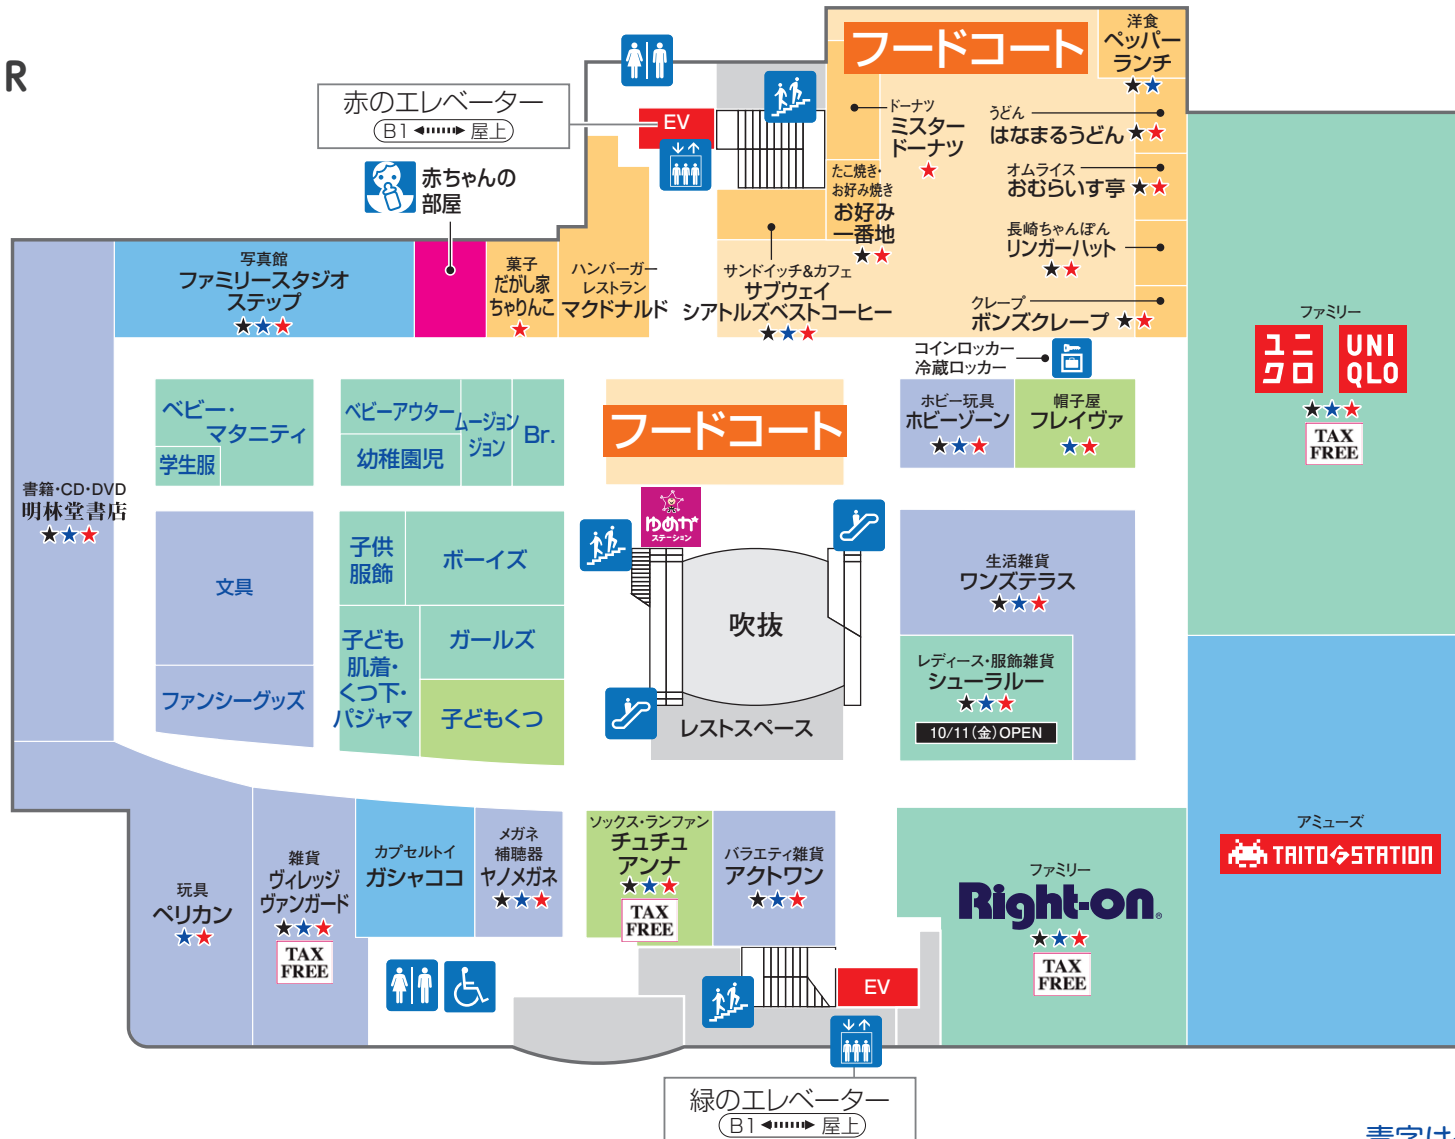 R
フードコート
洋食
ペッパー
ランチ
★★
赤のエレベーター
B1 ◀┅┅▶ 屋上
EV
ドーナツ
ミスター
ドーナツ
★
うどん
はなまるうどん ★★
オムライス
おむらいす亭 ★★
長崎ちゃんぽん
リンガーハット
★★
クレープ
ボンズクレープ ★★
たこ焼き・
お好み焼き
お好み
一番地
★★
赤ちゃんの
部屋
写真館
ファミリースタジオ
ステップ
★★★
菓子
だがし家
ちゃりんこ
★
ハンバーガー
レストラン
マクドナルド
サンドイッチ&カフェ
サブウェイ
シアトルズベストコーヒー
★★★
コインロッカー
冷蔵ロッカー
ファミリー
ユニ
クロ
UNI
QLO
★★★
TAX
FREE
ベビー・
マタニティ
学生服
ベビーアウター
幼稚園児
ムージョン
ジョン
Br.
フードコート
ホビー玩具
ホビーゾーン
★★★
帽子屋
フレイヴァ
★★
書籍・CD・DVD
明林堂書店
★★★
文具
ファンシーグッズ
子供
服飾
ボーイズ
子ども
肌着・
くつ下・
パジャマ
ガールズ
子どもくつ
ゆめか
ステーション
吹抜
レストスペース
生活雑貨
ワンズテラス
★★★
レディース・服飾雑貨
シューラルー
★★★
10/11(金)OPEN
玩具
ペリカン
★★
雑貨
ヴィレッジ
ヴァンガード
★★★
TAX
FREE
カプセルトイ
ガシャココ
メガネ
補聴器
ヤノメガネ
★★★
ソックス・ランファン
チュチュ
アンナ
★★★
TAX
FREE
バラエティ雑貨
アクトワン
★★★
ファミリー
Right-on®
★★★
TAX
FREE
アミューズ
TAITO STATION
EV
緑のエレベーター
B1 ◀┅┅▶ 屋上